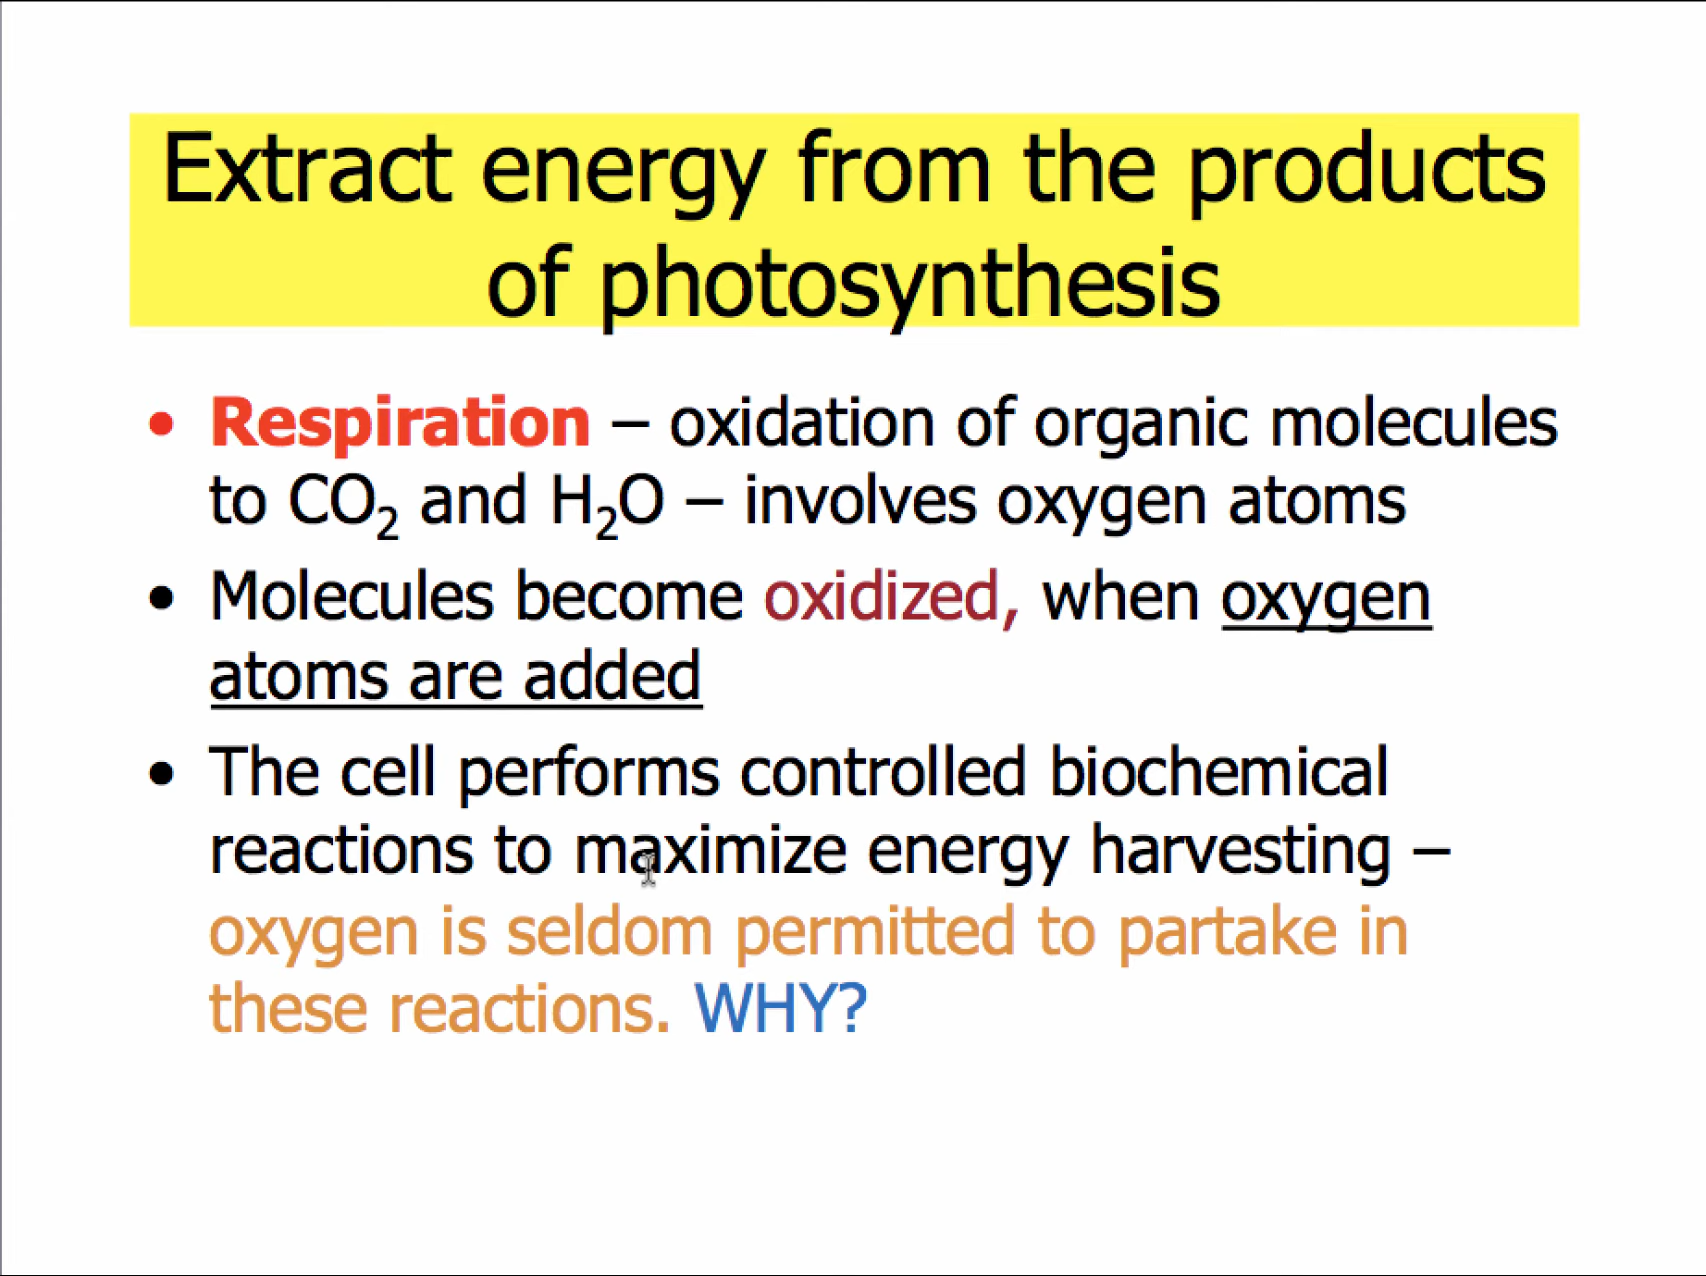 Extract energy from the products
of photosynthesis
• Respiration – oxidation of organic molecules
to CO₂ and H₂O – involves oxygen atoms
• Molecules become oxidized, when oxygen
atoms are added
• The cell performs controlled biochemical
reactions to maximize energy harvesting –
oxygen is seldom permitted to partake in
these reactions. WHY?